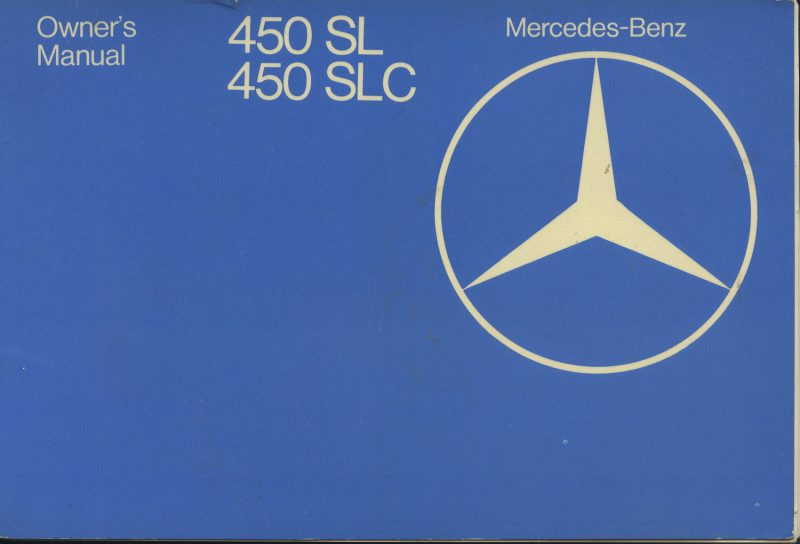 Owner's
Manual
450 SL
450 SLC
Mercedes-Benz